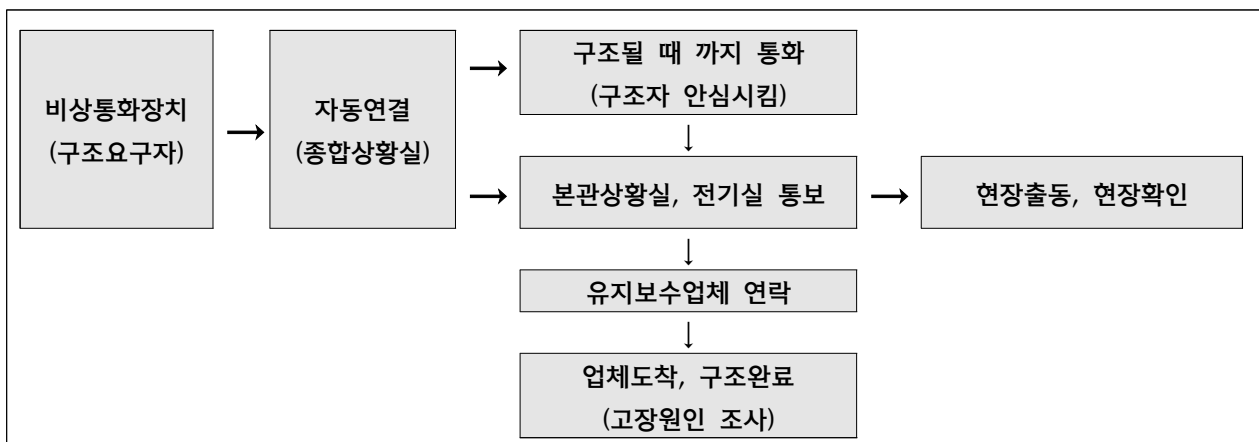 비상통화장치
(구조요구자)
→
자동연결
(종합상황실)
→
구조될 때 까지 통화
(구조자 안심시킴)
↓
→
본관상황실, 전기실 통보
→
현장출동, 현장확인
↓
유지보수업체 연락
↓
업체도착, 구조완료
(고장원인 조사)